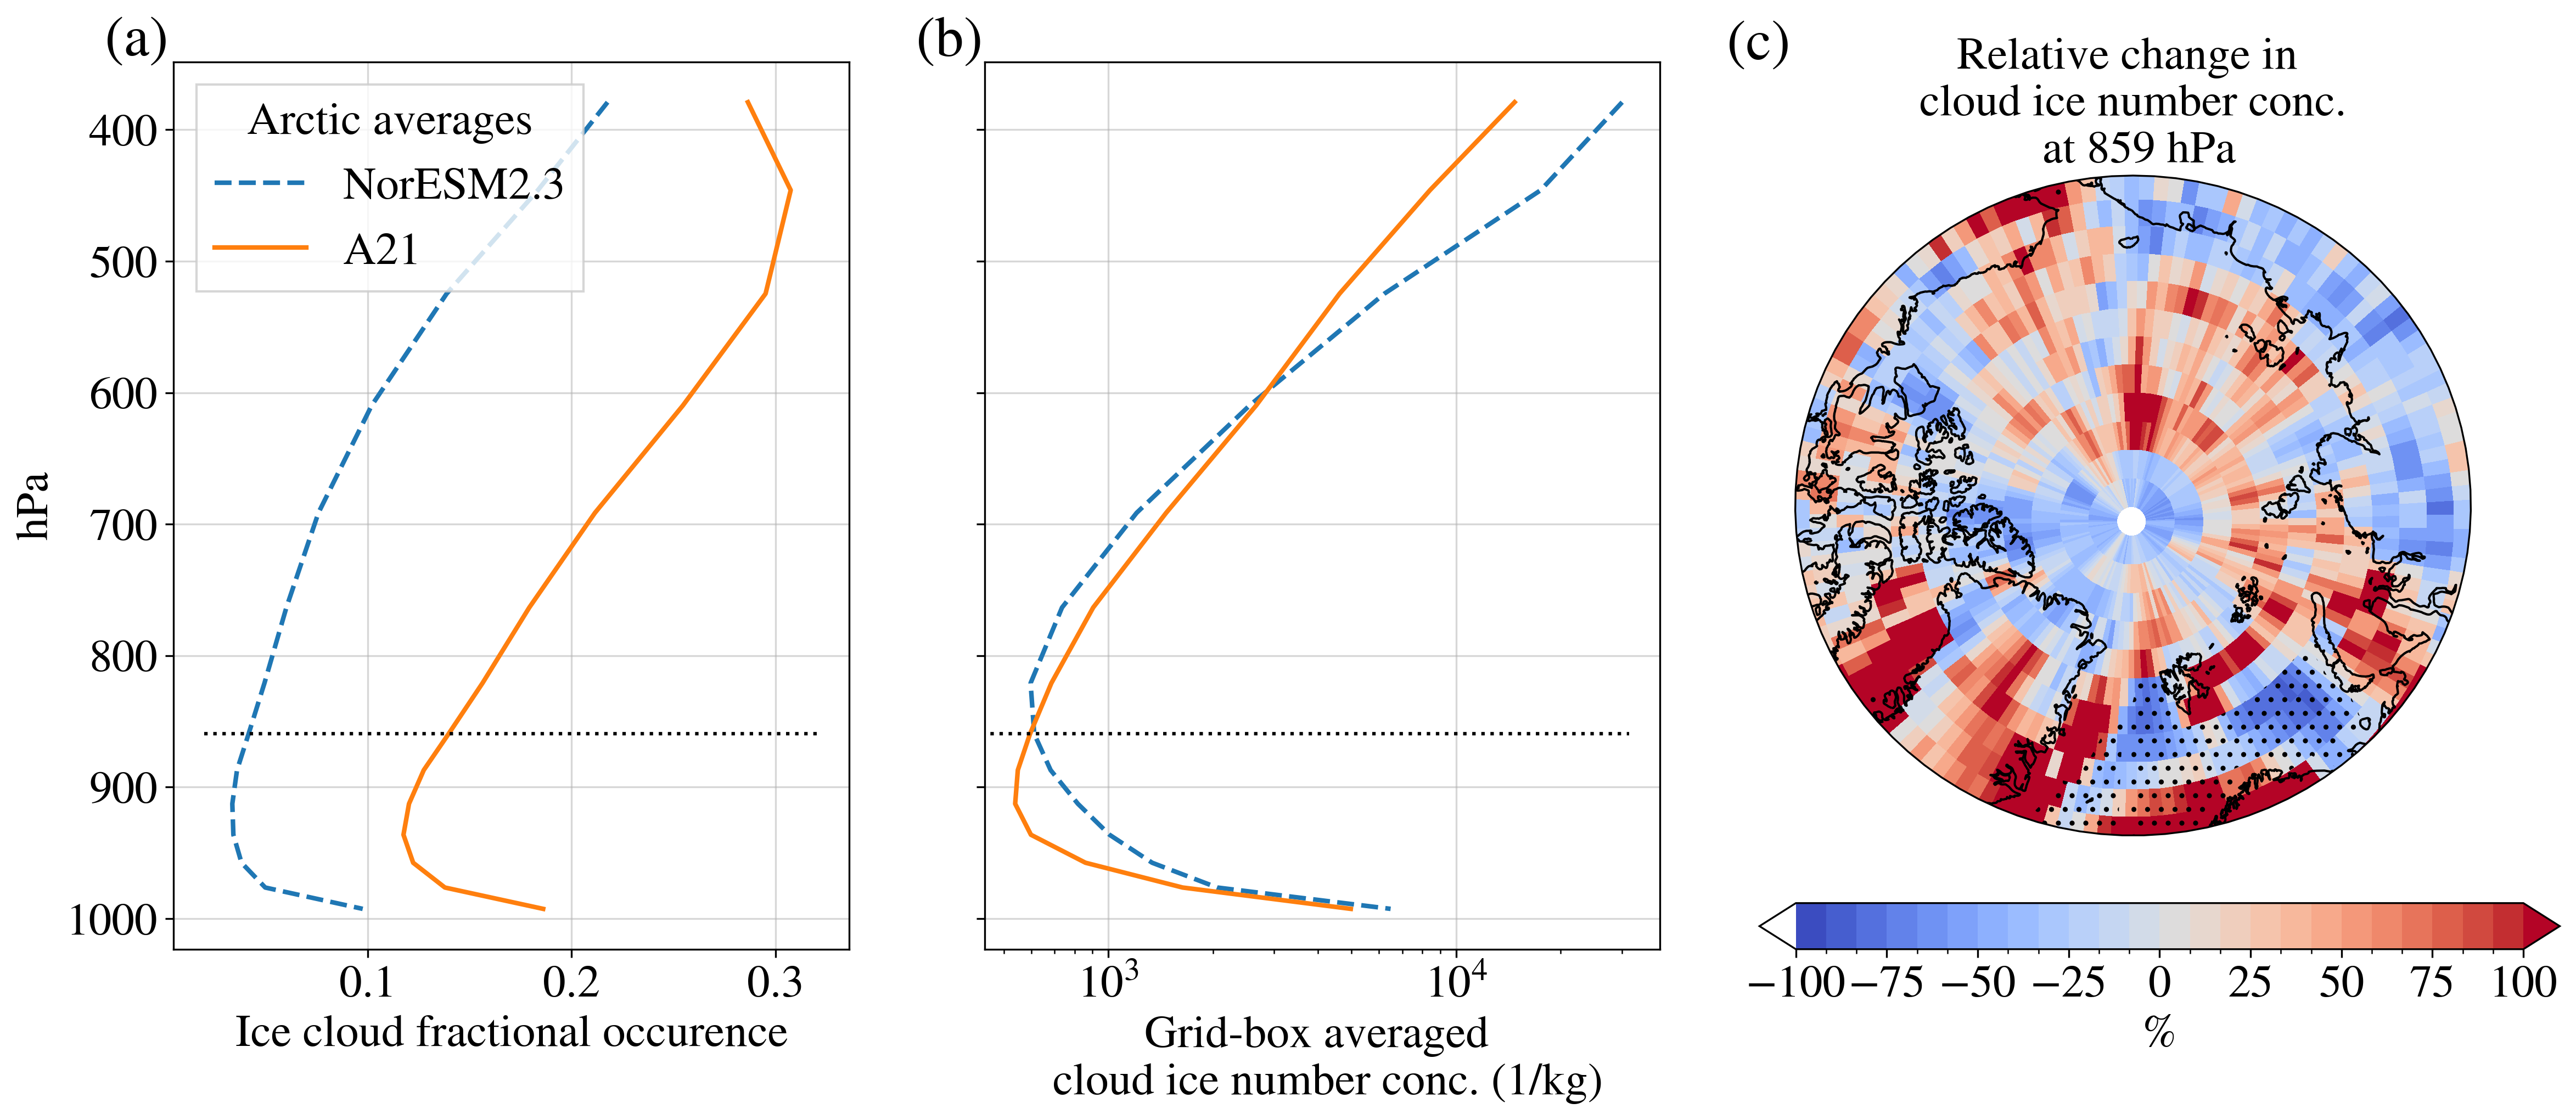 (a)
Arctic averages
NorESM2.3
A21
400
500
600
700
800
900
1000
hPa
0.1
0.2
0.3
Ice cloud fractional occurence
(b)
10³
10⁴
Grid-box averaged
cloud ice number conc. (1/kg)
(c)
Relative change in
cloud ice number conc.
at 859 hPa
−100 −75 −50 −25 0 25 50 75 100
%